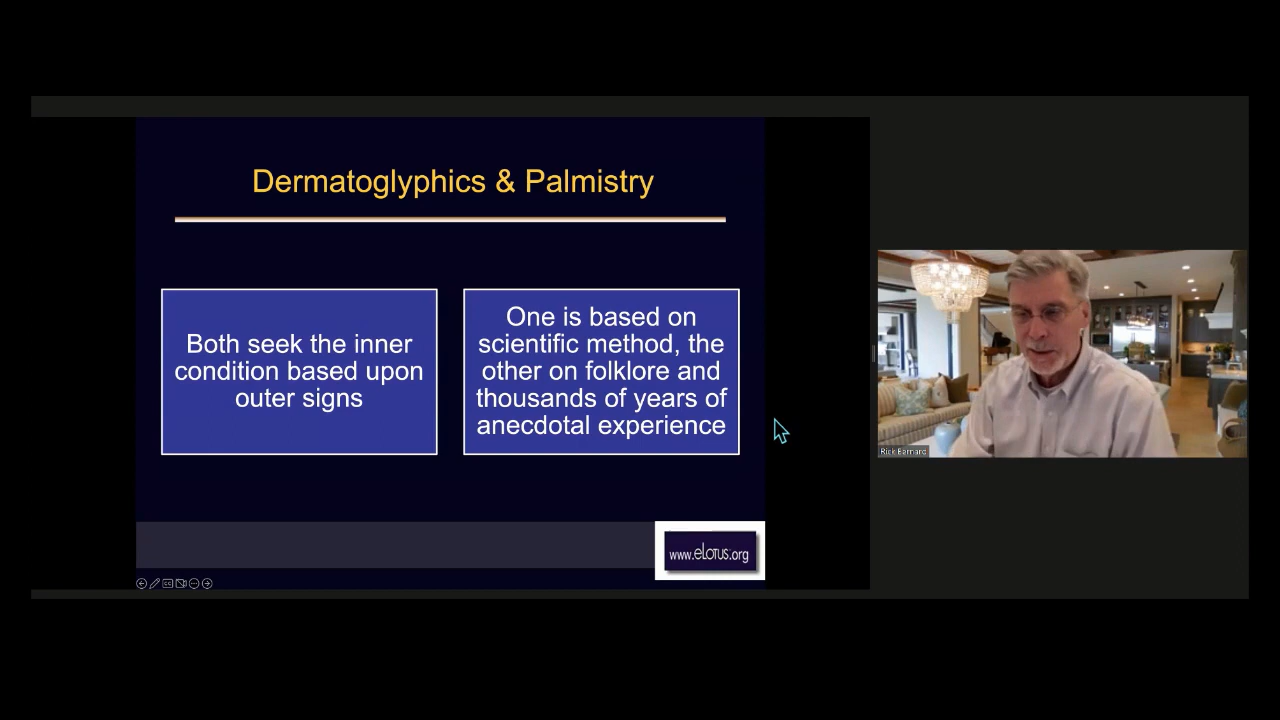 Dermatoglyphics & Palmistry
Both seek the inner
condition based upon
outer signs
One is based on
scientific method, the
other on folklore and
thousands of years of
anecdotal experience
www.eLotus.org
Rick Bernard